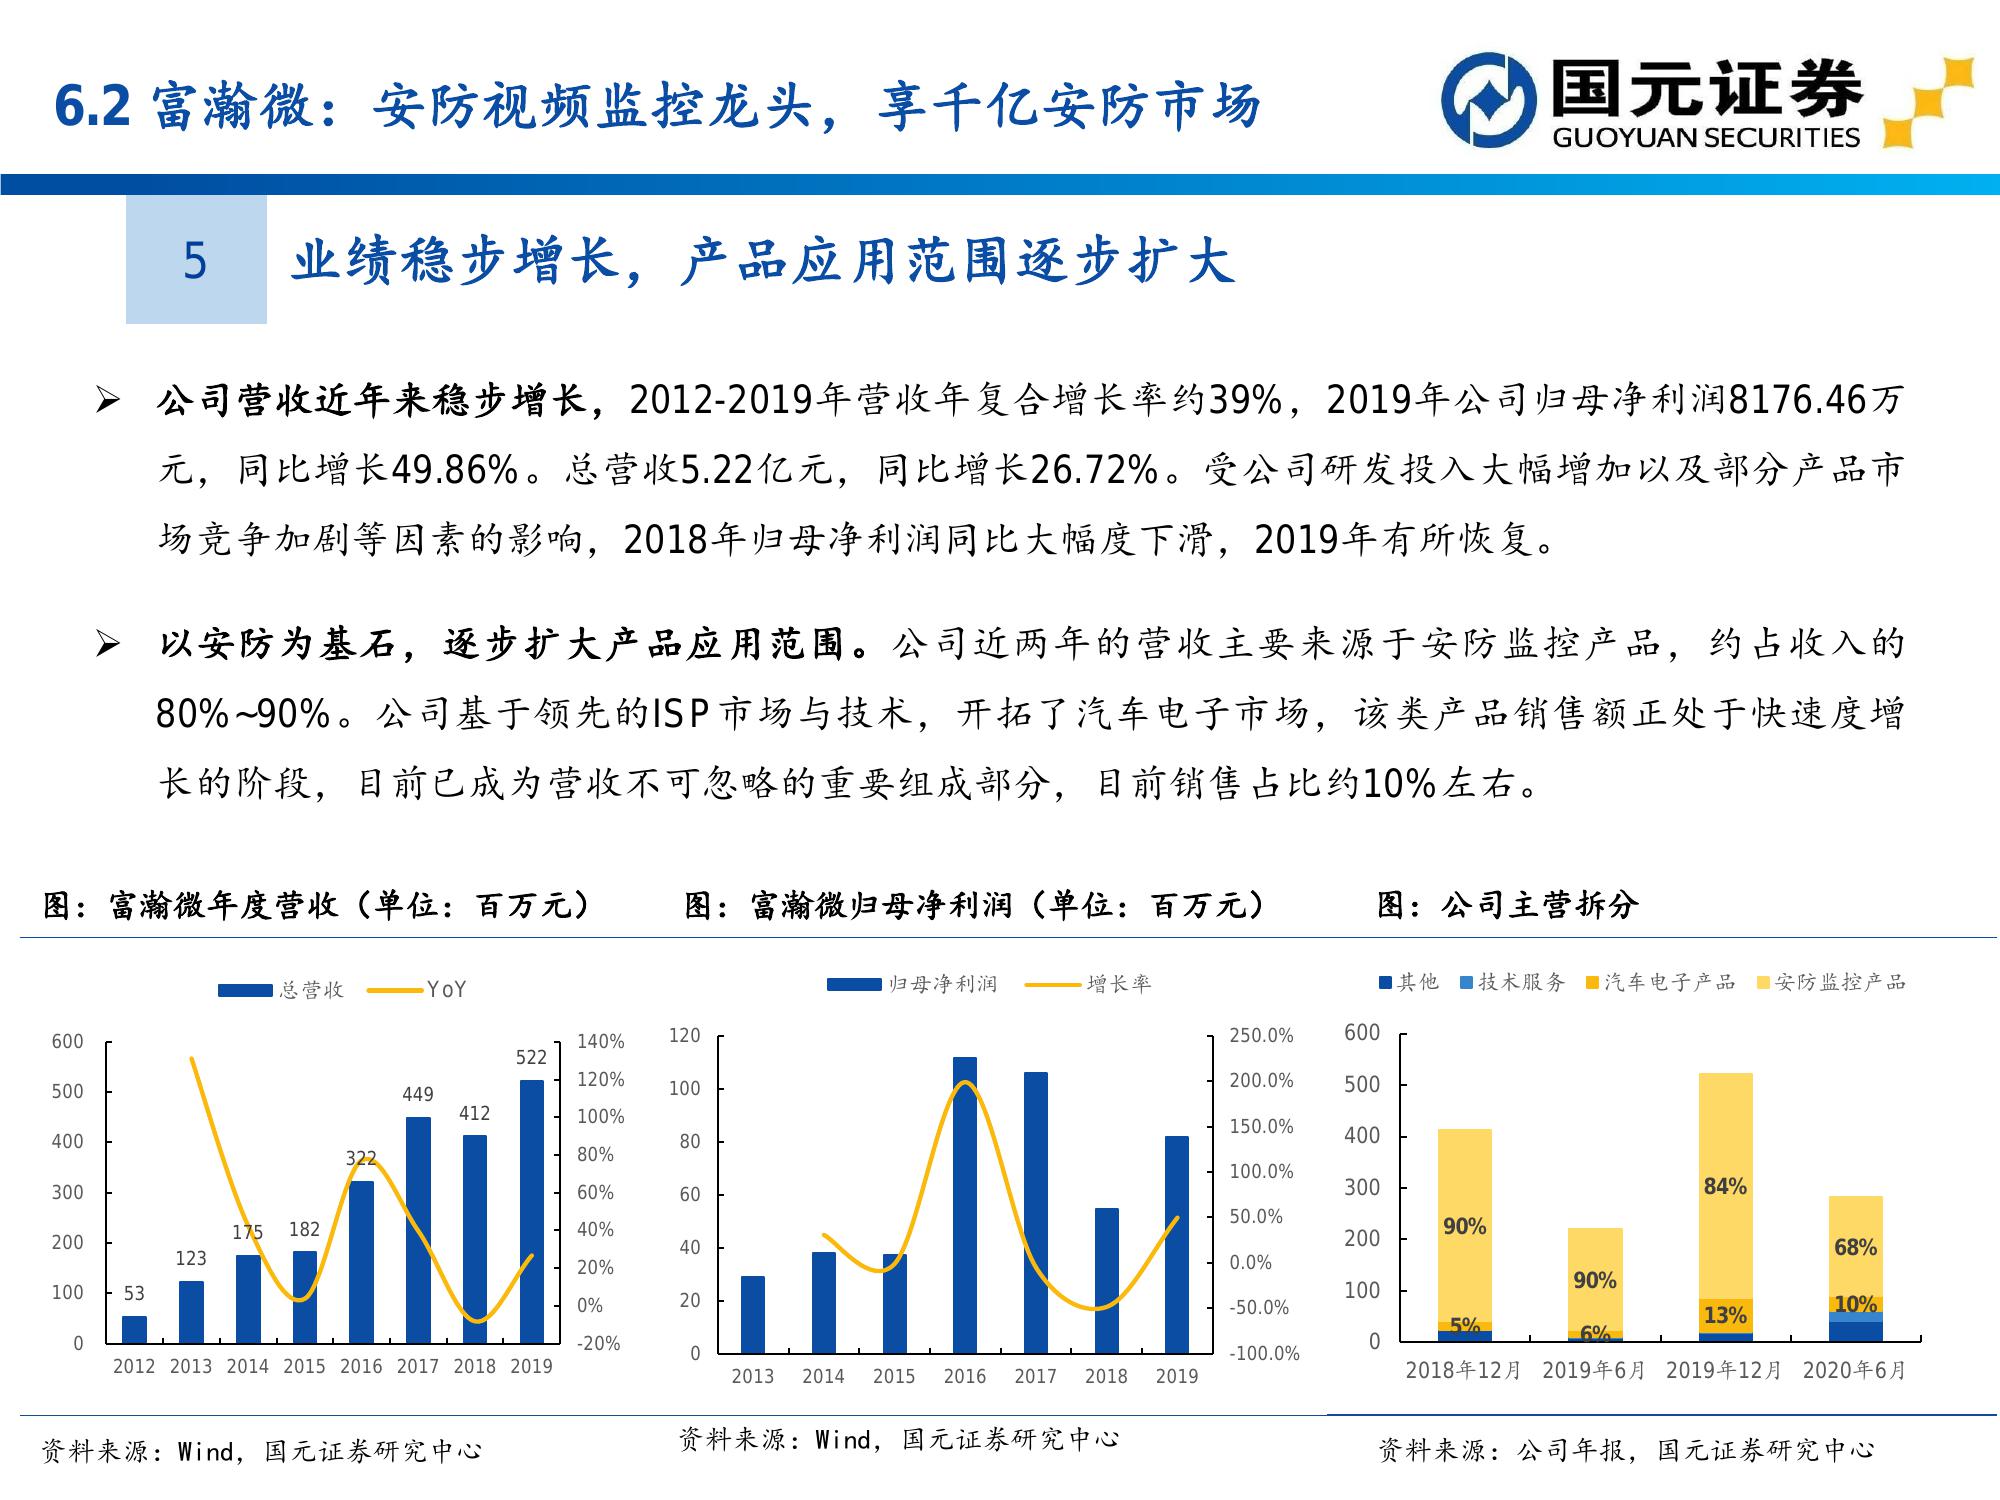 6.2 富瀚微：安防视频监控龙头，享千亿安防市场
国元证券
GUOYUAN SECURITIES
5
业绩稳步增长，产品应用范围逐步扩大
➢ 公司营收近年来稳步增长，2012-2019年营收年复合增长率约39%，2019年公司归母净利润8176.46万
元，同比增长49.86%。总营收5.22亿元，同比增长26.72%。受公司研发投入大幅增加以及部分产品市
场竞争加剧等因素的影响，2018年归母净利润同比大幅度下滑，2019年有所恢复。
➢ 以安防为基石，逐步扩大产品应用范围。公司近两年的营收主要来源于安防监控产品，约占收入的
80%~90%。公司基于领先的ISP市场与技术，开拓了汽车电子市场，该类产品销售额正处于快速度增
长的阶段，目前已成为营收不可忽略的重要组成部分，目前销售占比约10%左右。
图：富瀚微年度营收（单位：百万元）
总营收 YoY
600
500
400
300
200
100
0
140%
120%
100%
80%
60%
40%
20%
0%
-20%
53
123
175
182
322
449
412
522
2012 2013 2014 2015 2016 2017 2018 2019
资料来源：Wind，国元证券研究中心
图：富瀚微归母净利润（单位：百万元）
归母净利润 增长率
120
100
80
60
40
20
0
250.0%
200.0%
150.0%
100.0%
50.0%
0.0%
-50.0%
-100.0%
2013 2014 2015 2016 2017 2018 2019
资料来源：Wind，国元证券研究中心
图：公司主营拆分
其他 技术服务 汽车电子产品 安防监控产品
600
500
400
300
200
100
0
90%
5%
90%
6%
84%
13%
68%
10%
2018年12月 2019年6月 2019年12月 2020年6月
资料来源：公司年报，国元证券研究中心